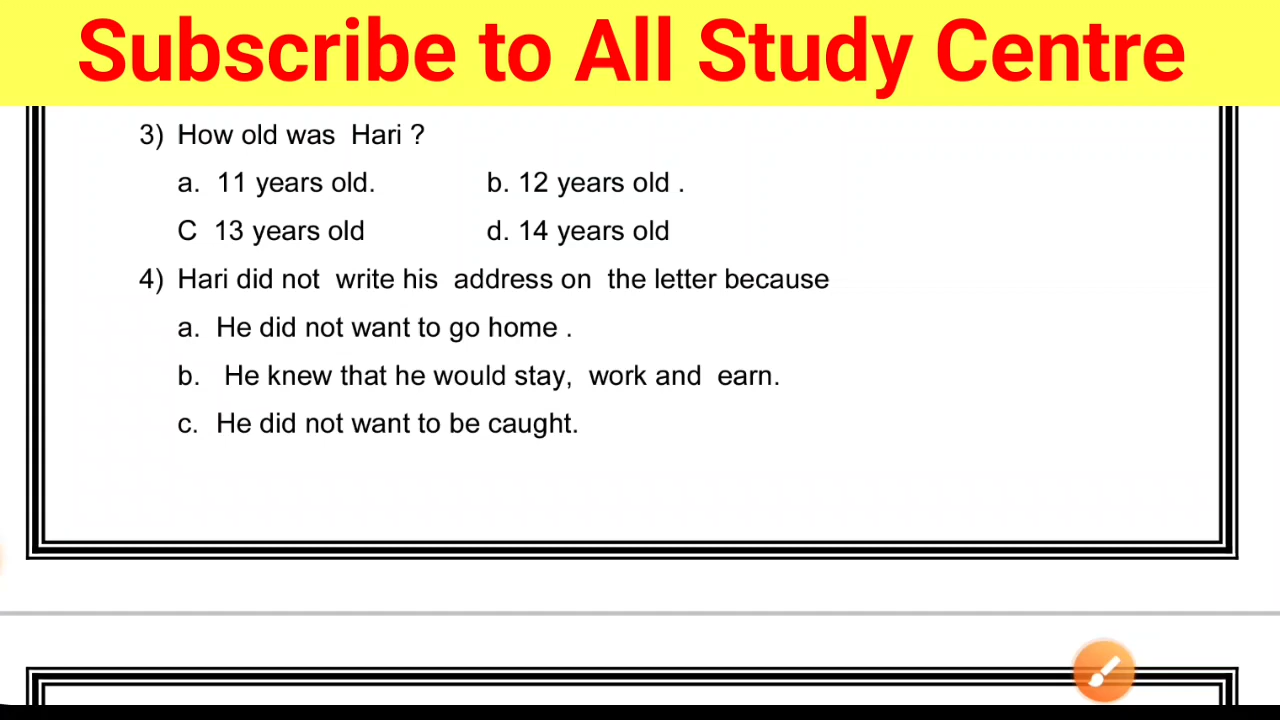 Subscribe to All Study Centre
3) How old was Hari ?
a. 11 years old. b. 12 years old .
C 13 years old d. 14 years old
4) Hari did not write his address on the letter because
a. He did not want to go home .
b. He knew that he would stay, work and earn.
c. He did not want to be caught.